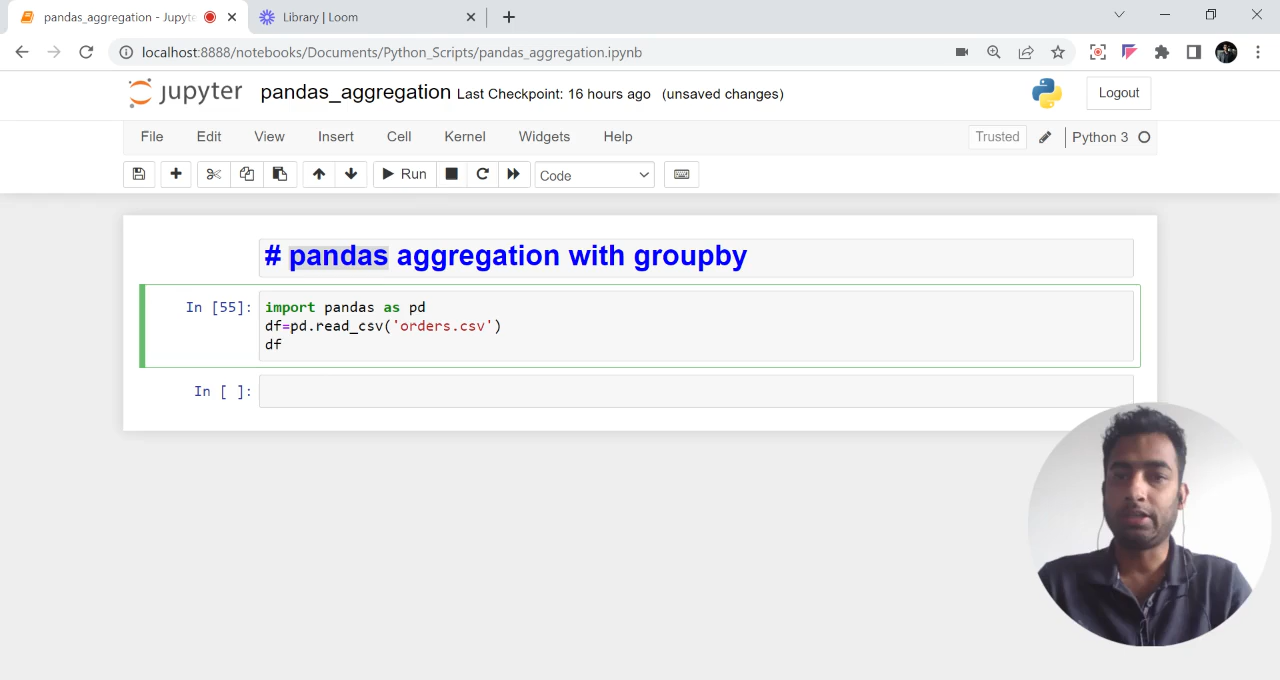 pandas_aggregation - Jupyte
Library | Loom
localhost:8888/notebooks/Documents/Python_Scripts/pandas_aggregation.ipynb
jupyter pandas_aggregation Last Checkpoint: 16 hours ago (unsaved changes)
Logout
File Edit View Insert Cell Kernel Widgets Help
Trusted
Python 3
Run
Code
# pandas aggregation with groupby
In [55]: import pandas as pd
df=pd.read_csv('orders.csv')
df
In [ ]: